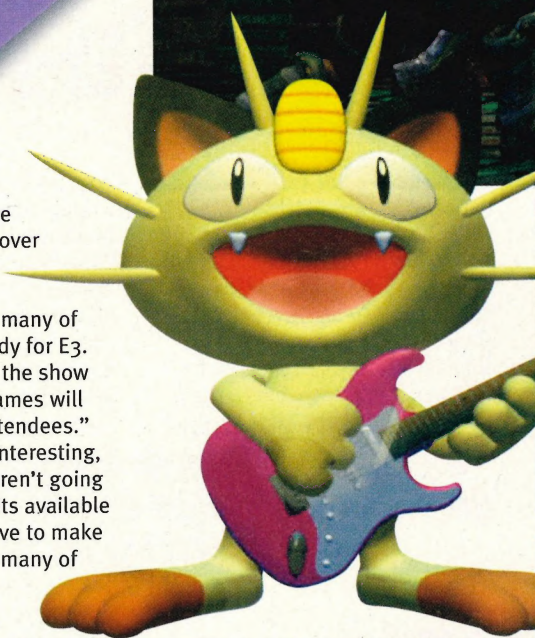 e
over
many of
dy for E3.
the show
ames will
tendees."
nteresting,
ren't going
ts available
ve to make
many of